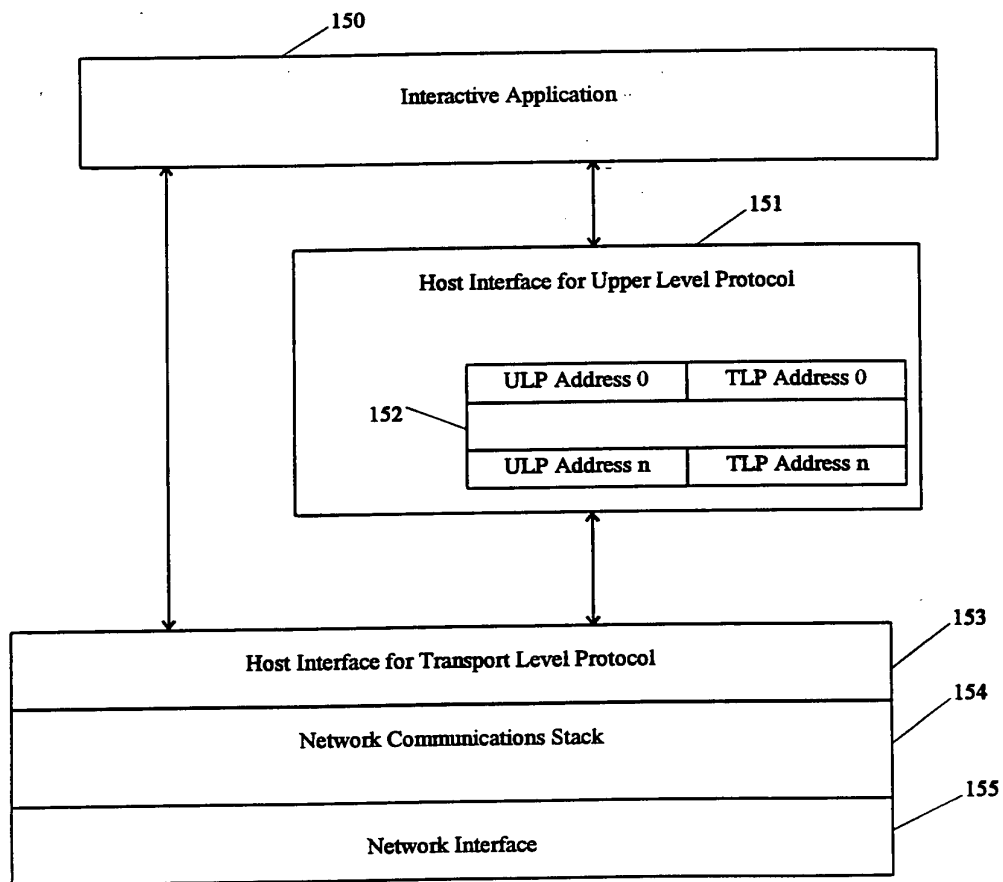 150
Interactive Application
151
Host Interface for Upper Level Protocol
ULP Address 0 TLP Address 0
152
ULP Address n TLP Address n
153
Host Interface for Transport Level Protocol
154
Network Communications Stack
155
Network Interface